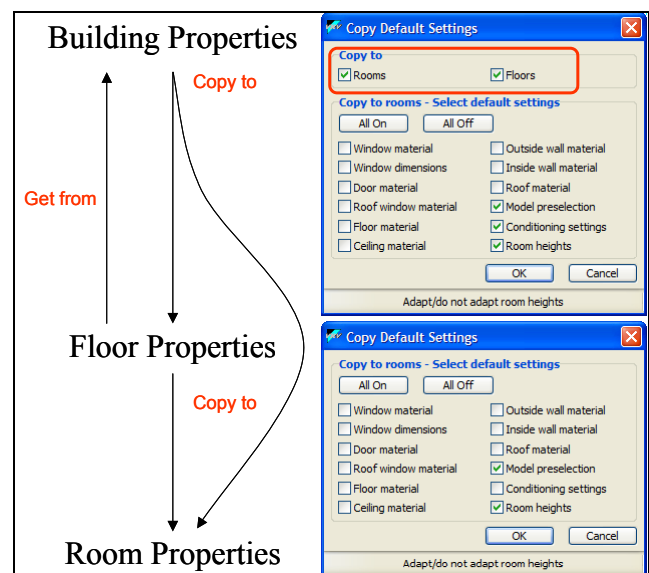 Building Properties
Copy to
Get from
Floor Properties
Copy to
Room Properties
Copy Default Settings
Copy to
Rooms Floors
Copy to rooms - Select default settings
All On All Off
Window material Outside wall material
Window dimensions Inside wall material
Door material Roof material
Roof window material Model preselection
Floor material Conditioning settings
Ceiling material Room heights
OK Cancel
Adapt/do not adapt room heights
Copy Default Settings
Copy to rooms - Select default settings
All On All Off
Window material Outside wall material
Window dimensions Inside wall material
Door material Roof material
Roof window material Model preselection
Floor material Conditioning settings
Ceiling material Room heights
OK Cancel
Adapt/do not adapt room heights